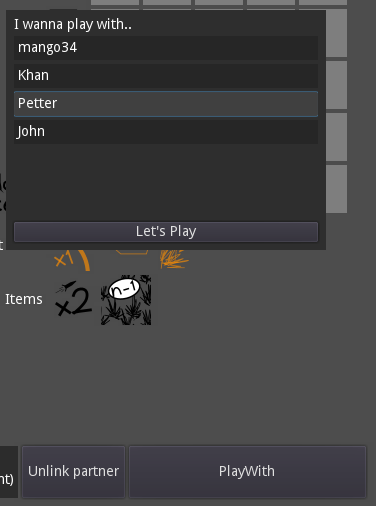 I wanna play with..
mango34
Khan
Petter
John
Let's Play
x1
Items
x2
n-1
nt)
Unlink partner
PlayWith